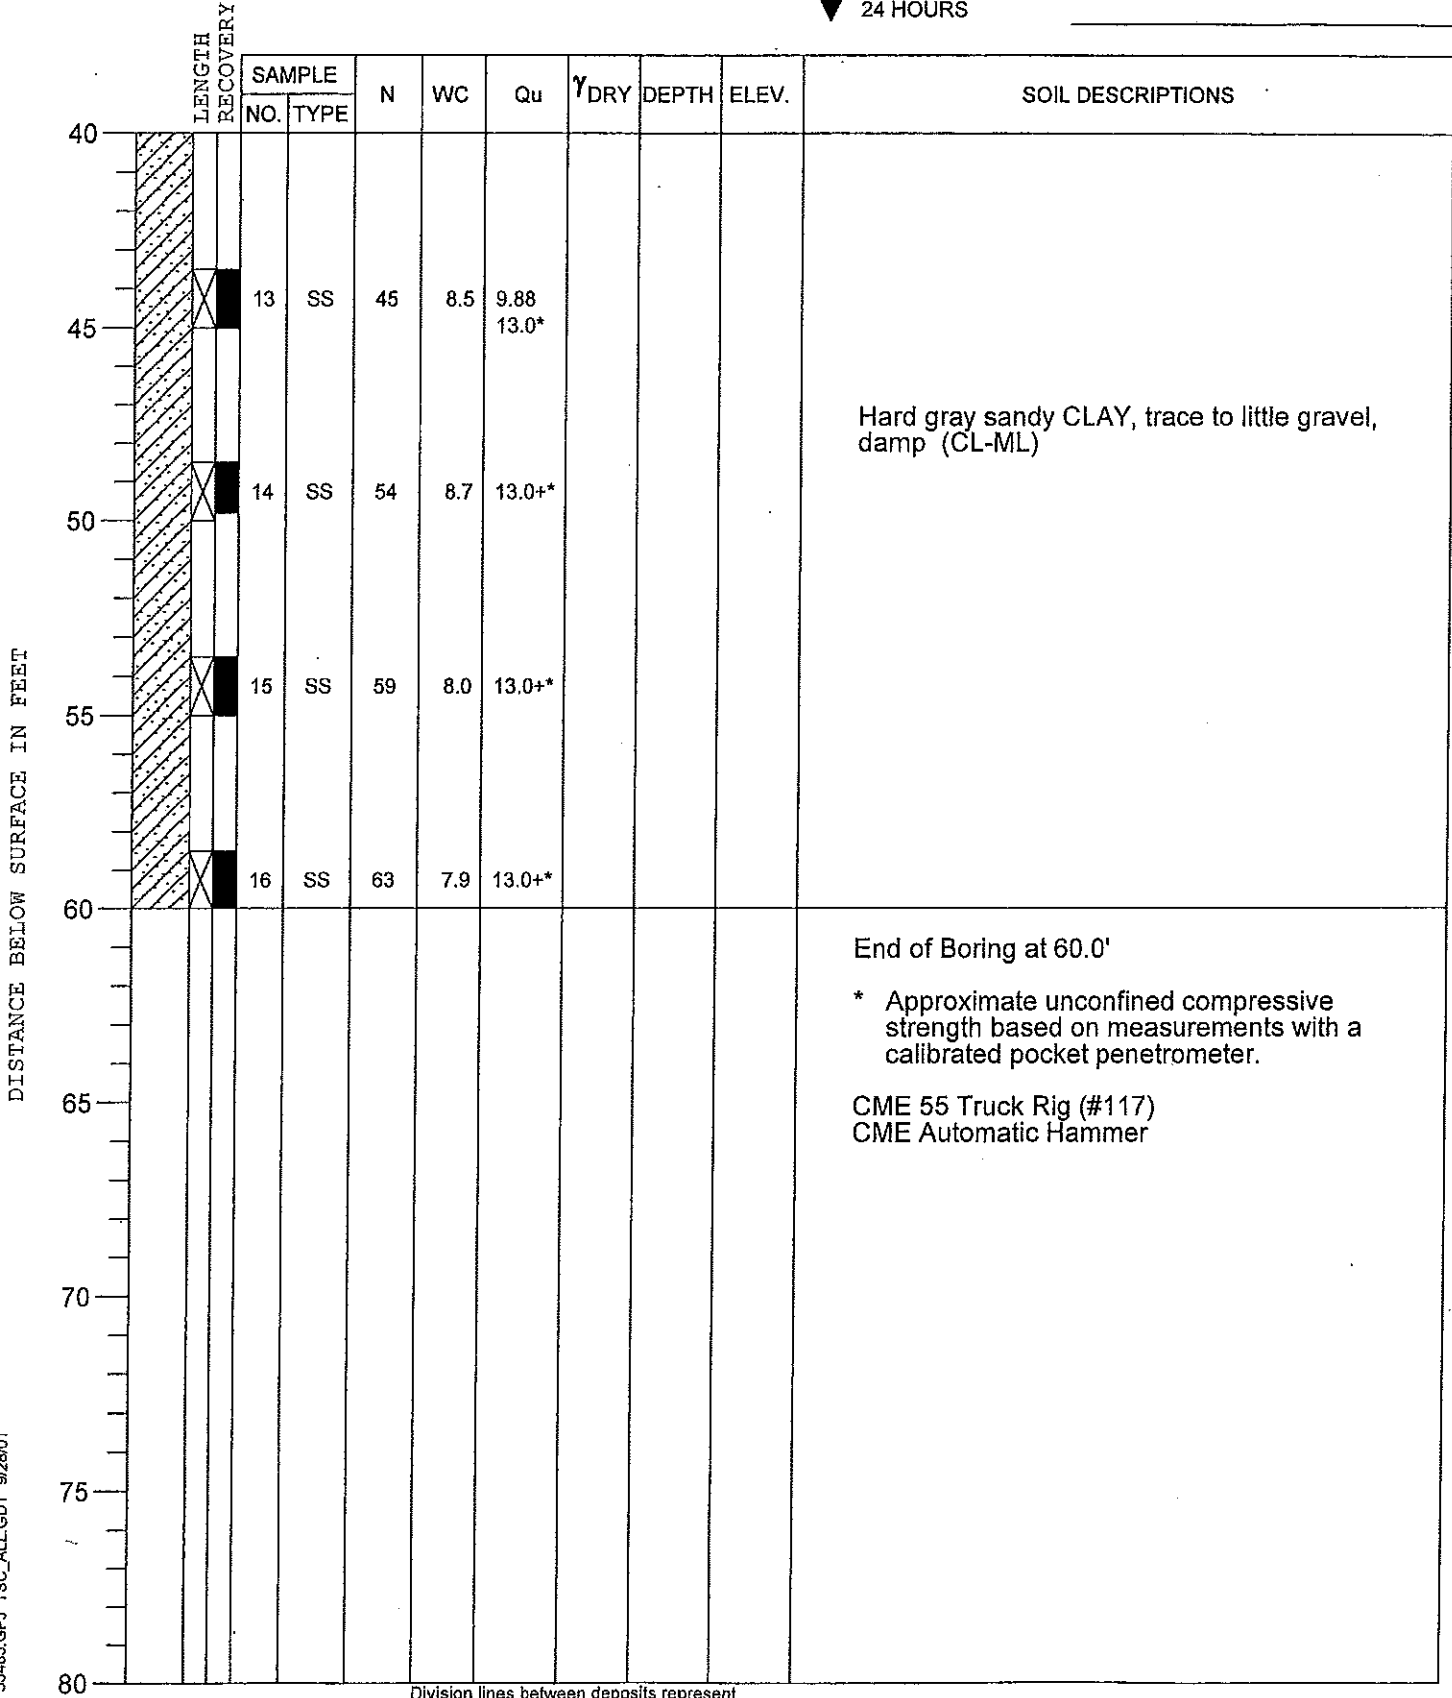 ▼ 24 HOURS
LENGTH
RECOVERY
SAMPLE
NO. TYPE N WC Qu γDRY DEPTH ELEV. SOIL DESCRIPTIONS
40
13 SS 45 8.5 9.88
45 13.0*
Hard gray sandy CLAY, trace to little gravel,
damp (CL-ML)
14 SS 54 8.7 13.0+*
50
15 SS 59 8.0 13.0+*
55
16 SS 63 7.9 13.0+*
60
End of Boring at 60.0'
* Approximate unconfined compressive
strength based on measurements with a
calibrated pocket penetrometer.
65
CME 55 Truck Rig (#117)
CME Automatic Hammer
70
75
80
DISTANCE BELOW SURFACE IN FEET
Division lines between deposits represent